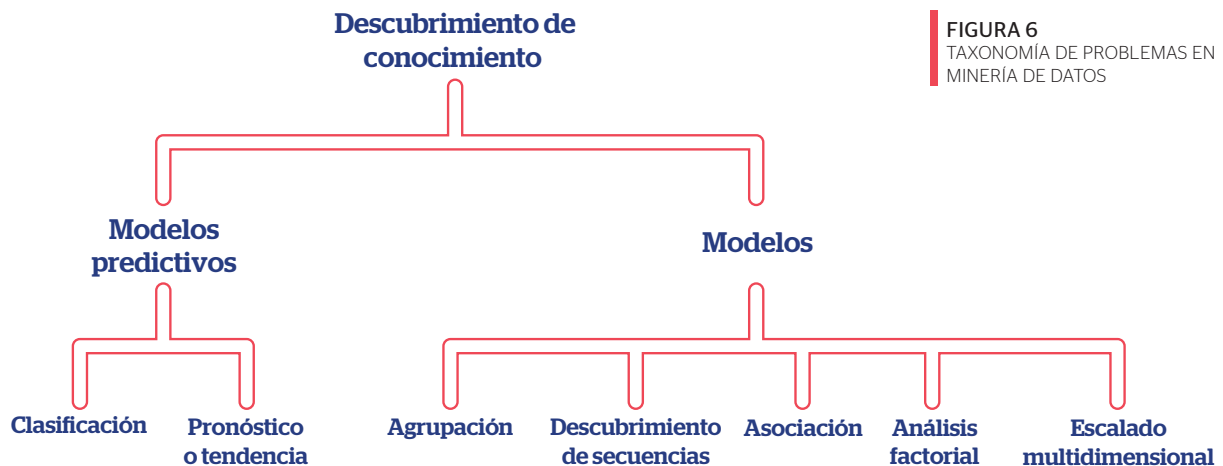 Descubrimiento de
conocimiento
FIGURA 6
TAXONOMÍA DE PROBLEMAS EN
MINERÍA DE DATOS
Modelos
predictivos
Modelos
Clasificación
Pronóstico
o tendencia
Agrupación
Descubrimiento
de secuencias
Asociación
Análisis
factorial
Escalado
multidimensional